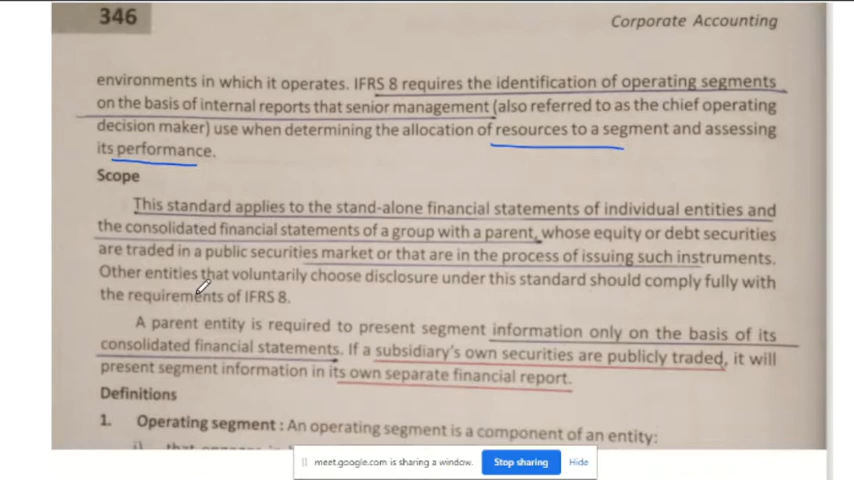 346
Corporate Accounting
environments in which it operates. IFRS 8 requires the identification of operating segments
on the basis of internal reports that senior management (also referred to as the chief operating
decision maker) use when determining the allocation of resources to a segment and assessing
its performance.
Scope
This standard applies to the stand-alone financial statements of individual entities and
the consolidated financial statements of a group with a parent, whose equity or debt securities
are traded in a public securities market or that are in the process of issuing such instruments.
Other entities that voluntarily choose disclosure under this standard should comply fully with
the requirements of IFRS 8.
A parent entity is required to present segment information only on the basis of its
consolidated financial statements. If a subsidiary's own securities are publicly traded, it will
present segment information in its own separate financial report.
Definitions
1. Operating segment : An operating segment is a component of an entity:
meet.google.com is sharing a window.
Stop sharing
Hide